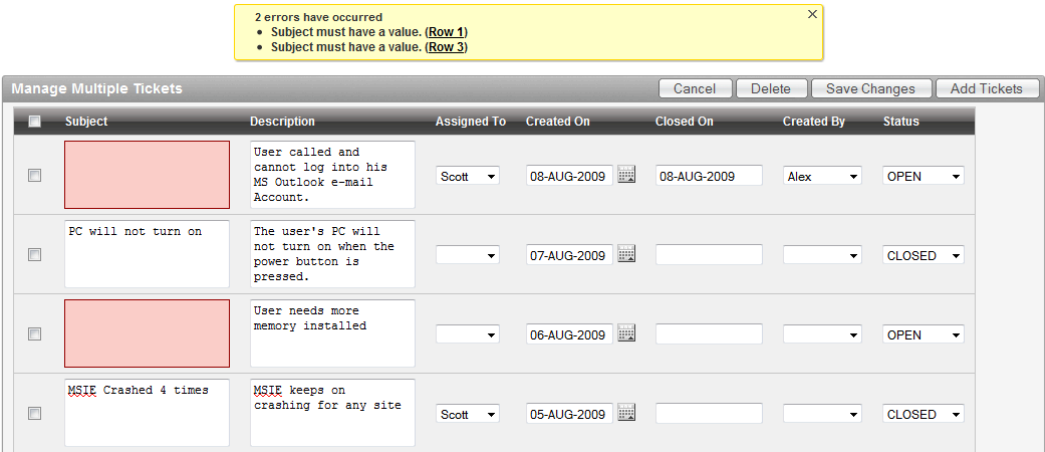 2 errors have occurred
• Subject must have a value. (Row 1)
• Subject must have a value. (Row 3)
Manage Multiple Tickets Cancel Delete Save Changes Add Tickets
Subject Description Assigned To Created On Closed On Created By Status
User called and
cannot log into his
MS Outlook e-mail
Account.
Scott 08-AUG-2009 08-AUG-2009 Alex OPEN
PC will not turn on
The user's PC will
not turn on when the
power button is
pressed.
07-AUG-2009 CLOSED
User needs more
memory installed
06-AUG-2009 OPEN
MSIE Crashed 4 times
MSIE keeps on
crashing for any site
Scott 05-AUG-2009 CLOSED